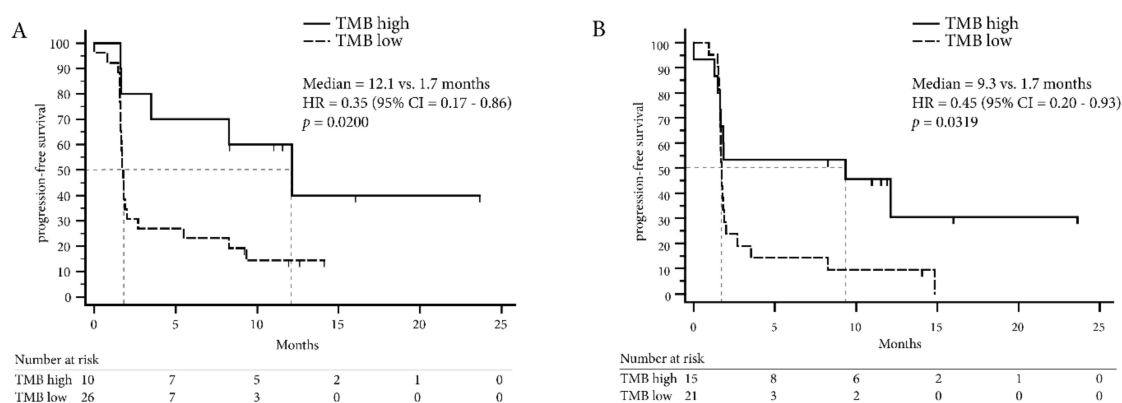 A
TMB high
TMB low
Median = 12.1 vs. 1.7 months
HR = 0.35 (95% CI = 0.17 - 0.86)
p = 0.0200
progression-free survival
100
90
80
70
60
50
40
30
20
10
0
0 5 10 15 20 25
Months
Number at risk
TMB high 10 7 5 2 1 0
TMB low 26 7 3 0 0 0
B
TMB high
TMB low
Median = 9.3 vs. 1.7 months
HR = 0.45 (95% CI = 0.20 - 0.93)
p = 0.0319
progression-free survival
100
90
80
70
60
50
40
30
20
10
0
0 5 10 15 20 25
Months
Number at risk
TMB high 15 8 6 2 1 0
TMB low 21 3 2 0 0 0